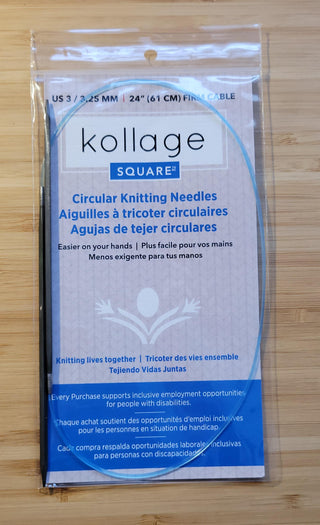 US 3 / 3.25 MM | 24" (61 CM) FIRM CABLE
kollage
SQUARE™
Circular Knitting Needles
Aiguilles à tricoter circulaires
Agujas de tejer circulares
Easier on your hands | Plus facile pour vos mains
Menos exigente para tus manos
Knitting lives together | Tricoter des vies ensemble
Tejiendo Vidas Juntas
Every Purchase supports inclusive employment opportunities
for people with disabilities.
Chaque achat soutient des opportunités d'emploi inclusives
pour les personnes en situation de handicap.
Cada compra respalda oportunidades laborales inclusivas
para personas con discapacidades.